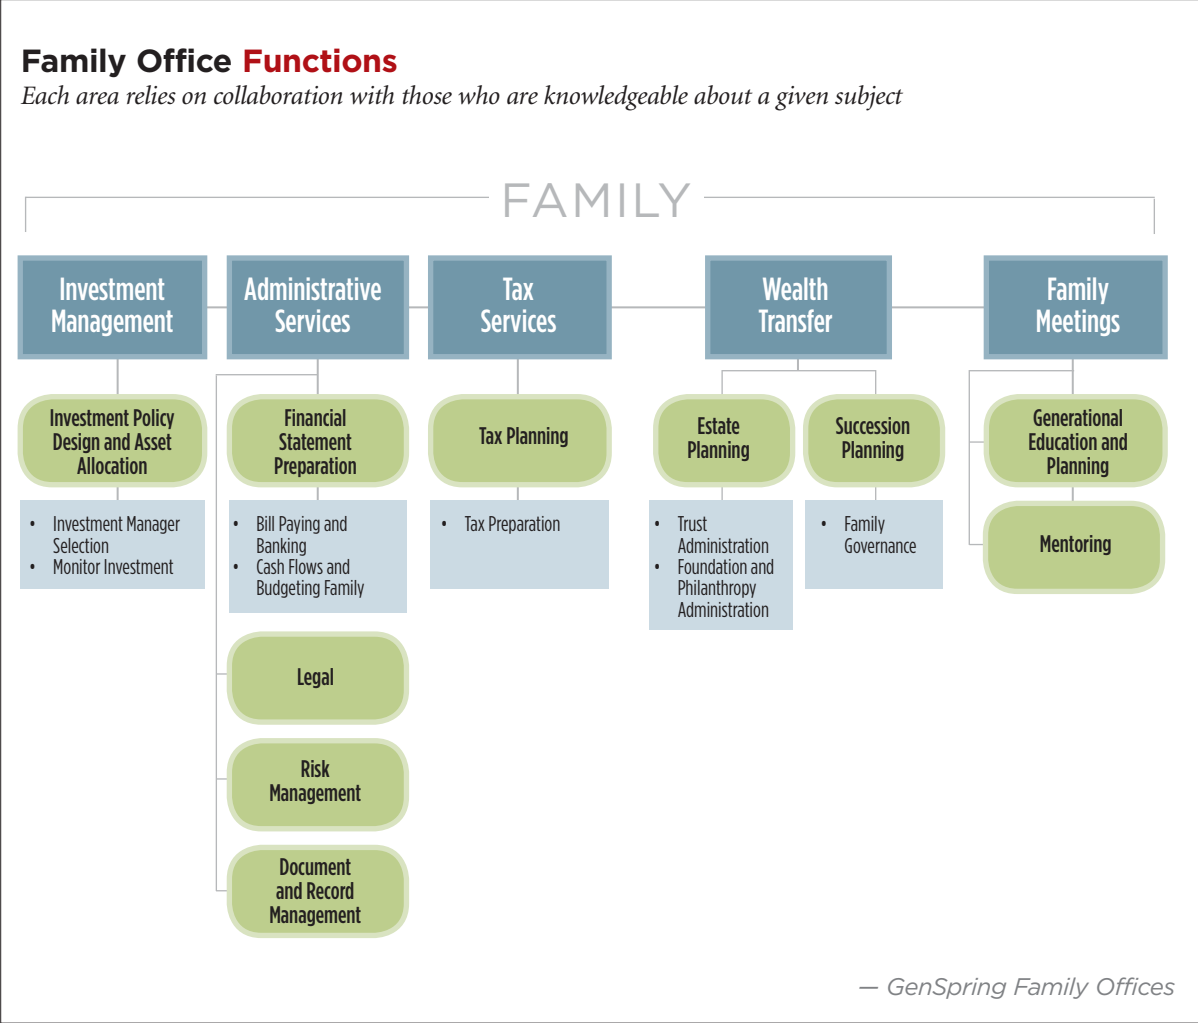 Family Office Functions
Each area relies on collaboration with those who are knowledgeable about a given subject
FAMILY
Investment
Management
Investment Policy
Design and Asset
Allocation
• Investment Manager
Selection
• Monitor Investment
Administrative
Services
Financial
Statement
Preparation
• Bill Paying and
Banking
• Cash Flows and
Budgeting Family
Legal
Risk
Management
Document
and Record
Management
Tax
Services
Tax Planning
• Tax Preparation
Wealth
Transfer
Estate
Planning
• Trust
Administration
• Foundation and
Philanthropy
Administration
Succession
Planning
• Family
Governance
Family
Meetings
Generational
Education and
Planning
Mentoring
— GenSpring Family Offices